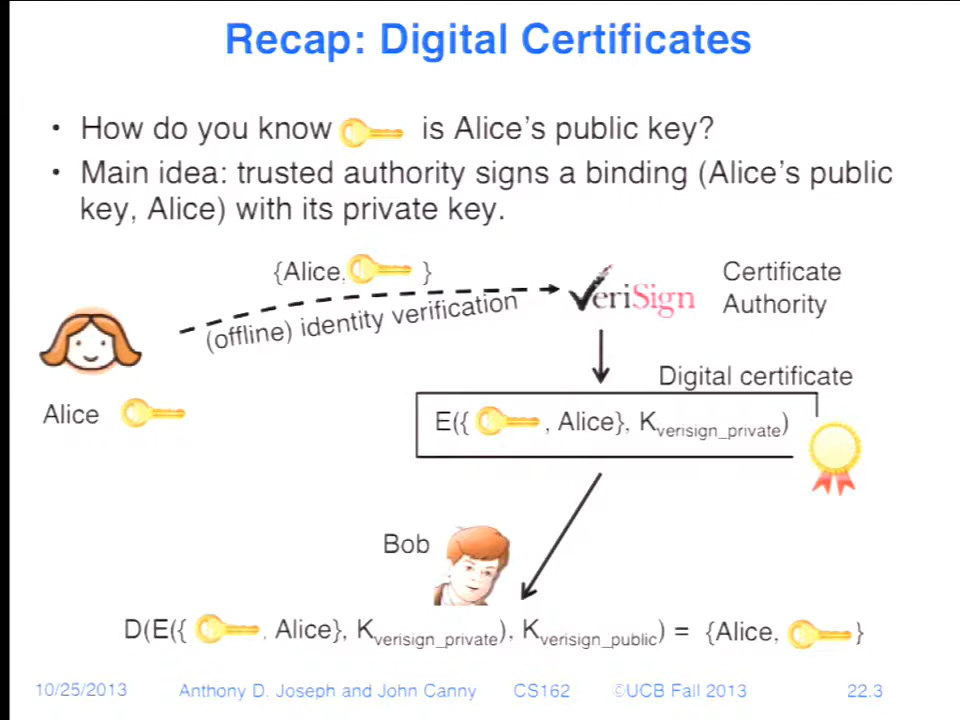 Recap: Digital Certificates
• How do you know is Alice's public key?
• Main idea: trusted authority signs a binding (Alice's public
key, Alice) with its private key.
{Alice, }
(offline) identity verification
VeriSign
Certificate
Authority
Digital certificate
Alice
E({ , Alice}, Kverisign_private)
Bob
D(E({ , Alice}, Kverisign_private), Kverisign_public) = {Alice, }
10/25/2013 Anthony D. Joseph and John Canny CS162 ©UCB Fall 2013 22.3